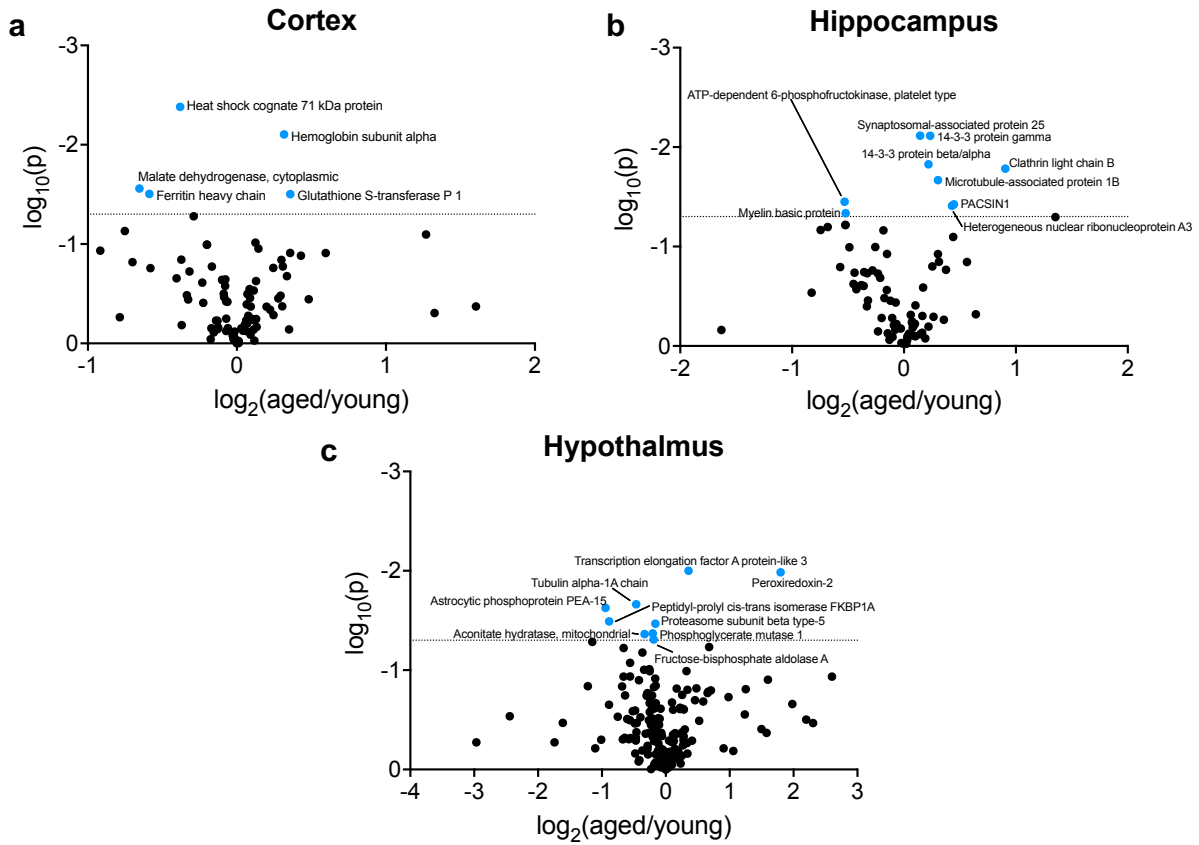 a
Cortex
-3
-2
-1
0
log10(p)
Heat shock cognate 71 kDa protein
Hemoglobin subunit alpha
Malate dehydrogenase, cytoplasmic
Ferritin heavy chain
Glutathione S-transferase P 1
-1
0
1
2
log2(aged/young)
b
Hippocampus
-3
-2
-1
0
log10(p)
ATP-dependent 6-phosphofructokinase, platelet type
Synaptosomal-associated protein 25
14-3-3 protein gamma
14-3-3 protein beta/alpha
Clathrin light chain B
Microtubule-associated protein 1B
PACSIN1
Myelin basic protein
Heterogeneous nuclear ribonucleoprotein A3
-2
-1
0
1
2
log2(aged/young)
c
Hypothalmus
-3
-2
-1
0
log10(p)
Transcription elongation factor A protein-like 3
Peroxiredoxin-2
Tubulin alpha-1A chain
Astrocytic phosphoprotein PEA-15
Peptidyl-prolyl cis-trans isomerase FKBP1A
Proteasome subunit beta type-5
Aconitate hydratase, mitochondrial
Phosphoglycerate mutase 1
Fructose-bisphosphate aldolase A
-4
-3
-2
-1
0
1
2
3
log2(aged/young)